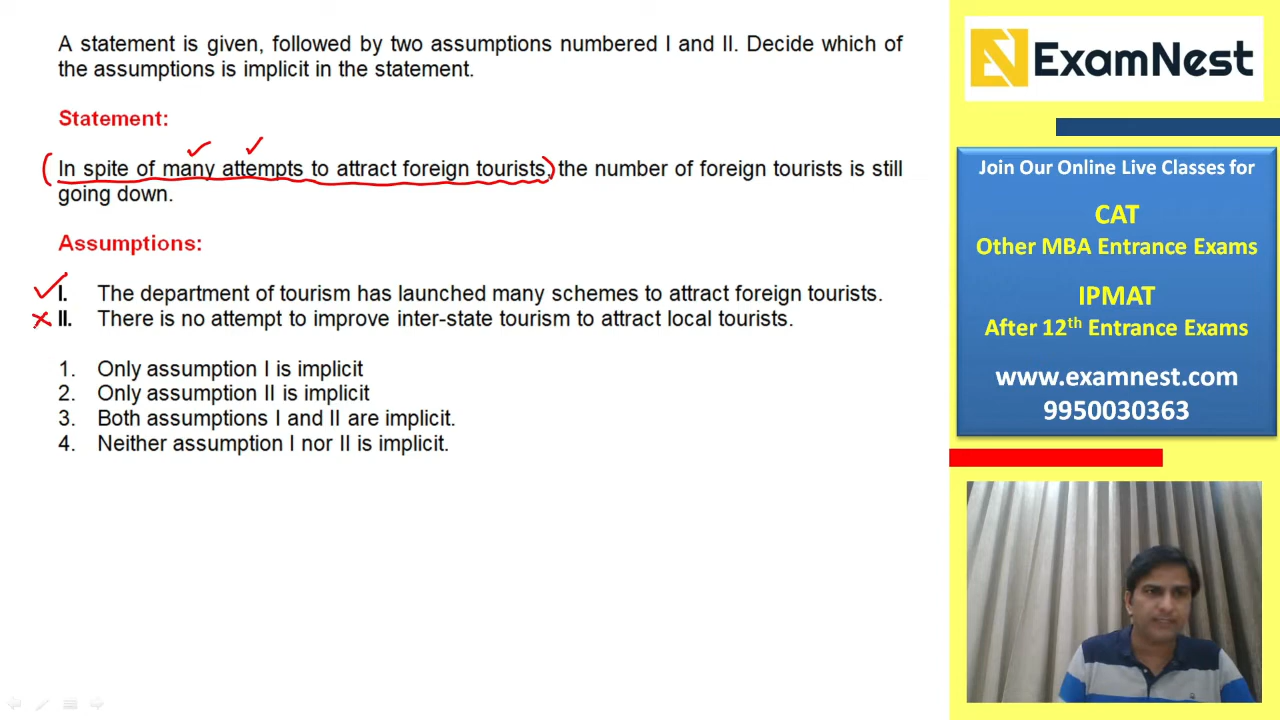 A statement is given, followed by two assumptions numbered I and II. Decide which of
the assumptions is implicit in the statement.
Statement:
In spite of many attempts to attract foreign tourists, the number of foreign tourists is still
going down.
Assumptions:
I. The department of tourism has launched many schemes to attract foreign tourists.
II. There is no attempt to improve inter-state tourism to attract local tourists.
1. Only assumption I is implicit
2. Only assumption II is implicit
3. Both assumptions I and II are implicit.
4. Neither assumption I nor II is implicit.
ExamNest
Join Our Online Live Classes for
CAT
Other MBA Entrance Exams
IPMAT
After 12th Entrance Exams
www.examnest.com
9950030363